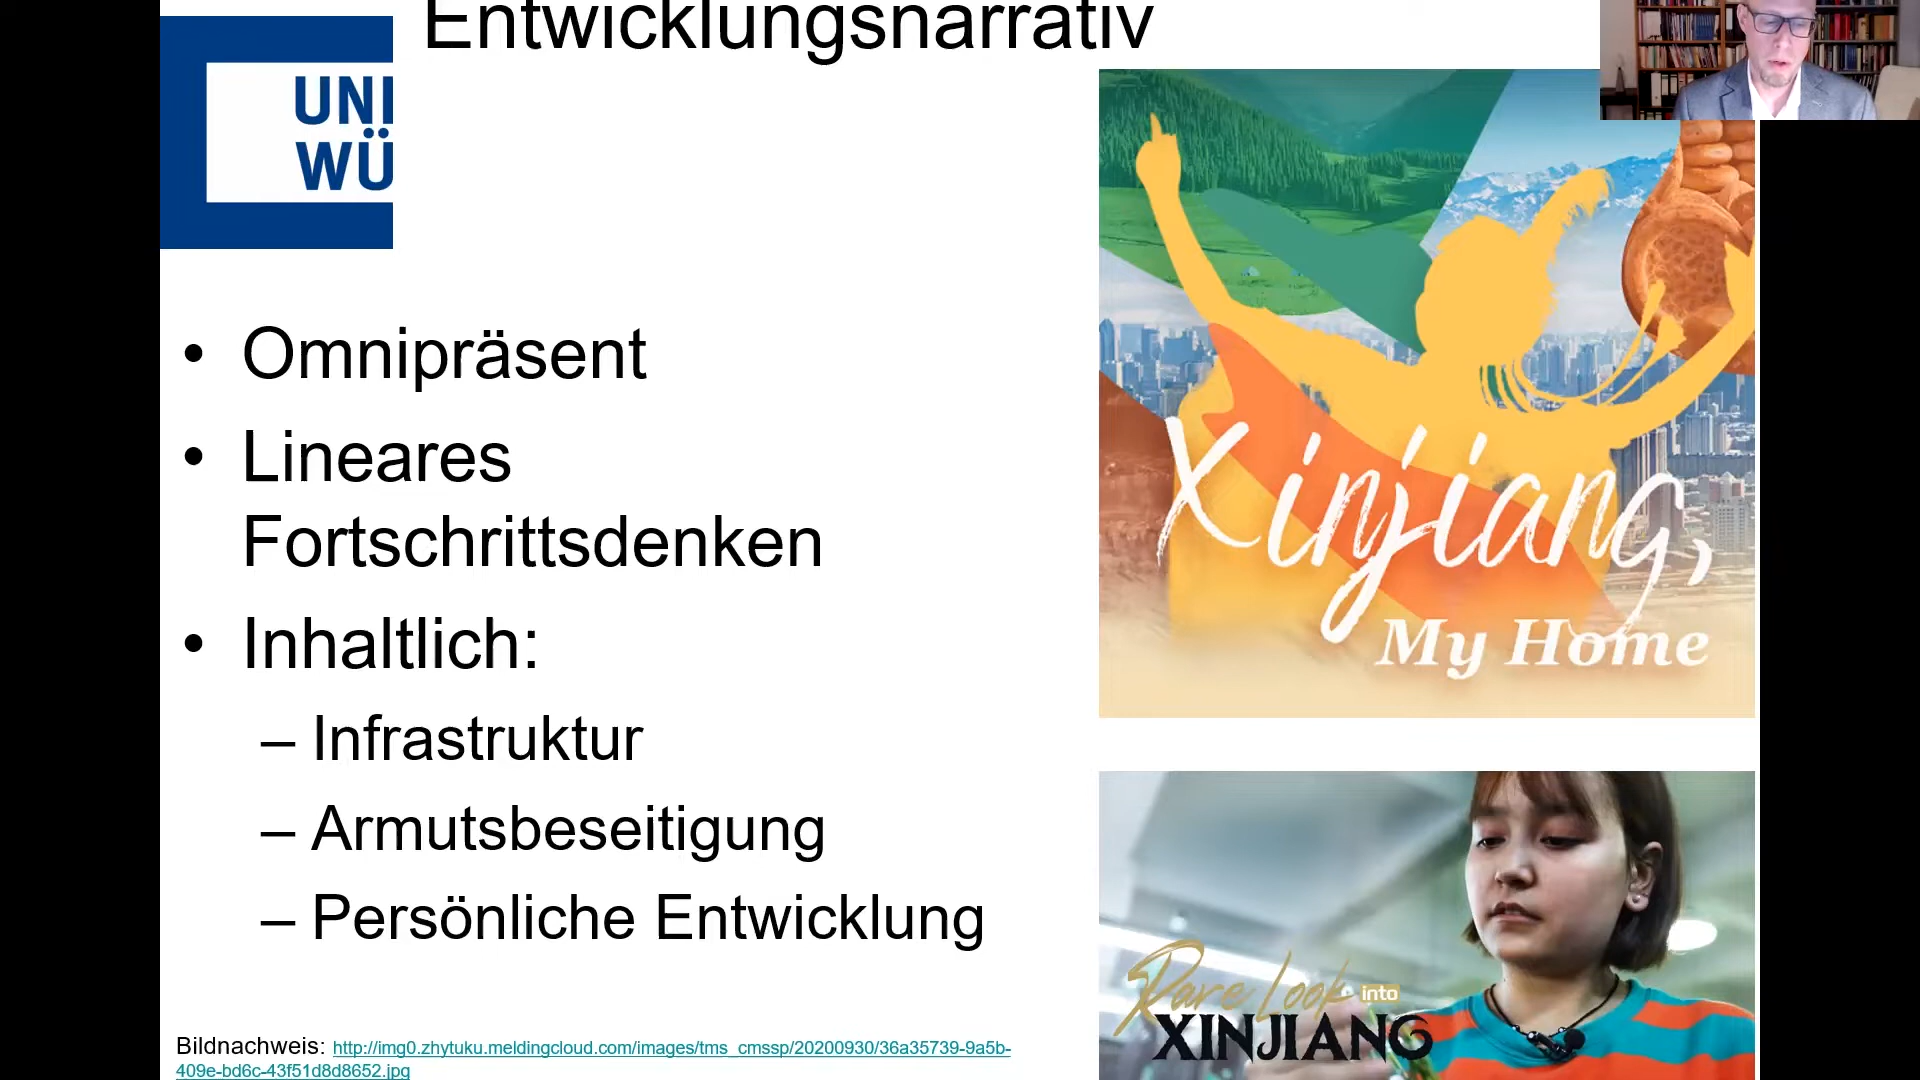 Entwicklungsnarrativ
UNI
WÜ
• Omnipräsent
• Lineares
Fortschrittsdenken
• Inhaltlich:
– Infrastruktur
– Armutsbeseitigung
– Persönliche Entwicklung
Bildnachweis: http://img0.zhytuku.meldingcloud.com/images/tms_cmssp/20200930/36a35739-9a5b-
409e-bd6c-43f51d8d8652.jpg
Xinjiang,
My Home
Rare Look into
XINJIANG